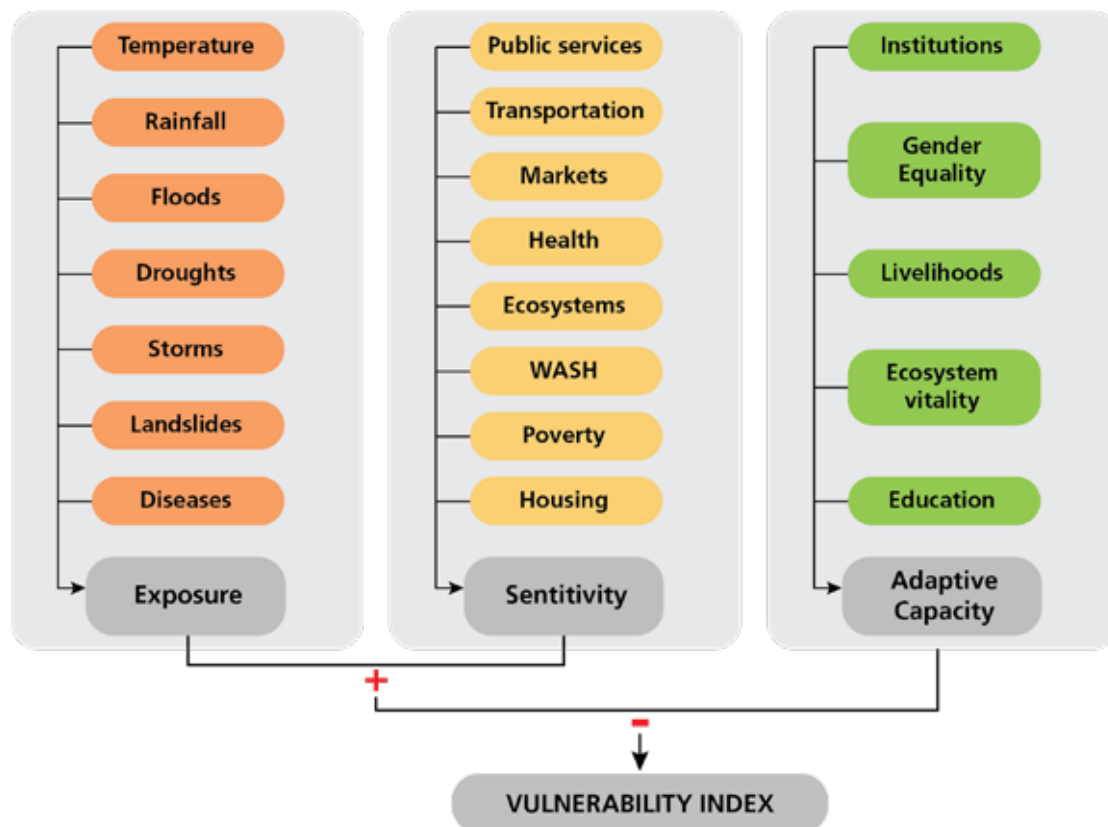 Temperature
Rainfall
Floods
Droughts
Storms
Landslides
Diseases
Exposure
Public services
Transportation
Markets
Health
Ecosystems
WASH
Poverty
Housing
Sentitivity
Institutions
Gender
Equality
Livelihoods
Ecosystem
vitality
Education
Adaptive
Capacity
+
-
VULNERABILITY INDEX